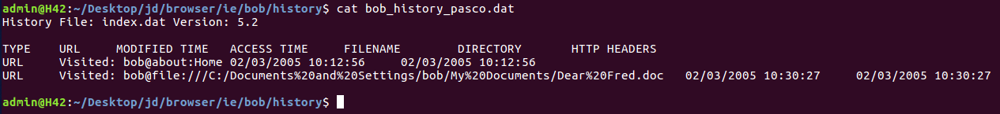 admin@H42:~/Desktop/jd/browser/ie/bob/history$ cat bob_history_pasco.dat
History File: index.dat Version: 5.2
TYPE URL MODIFIED TIME ACCESS TIME FILENAME DIRECTORY HTTP HEADERS
URL Visited: bob@about:Home 02/03/2005 10:12:56 02/03/2005 10:12:56
URL Visited: bob@file:///C:/Documents%20and%20Settings/bob/My%20Documents/Dear%20Fred.doc 02/03/2005 10:30:27 02/03/2005 10:30:27
admin@H42:~/Desktop/jd/browser/ie/bob/history$